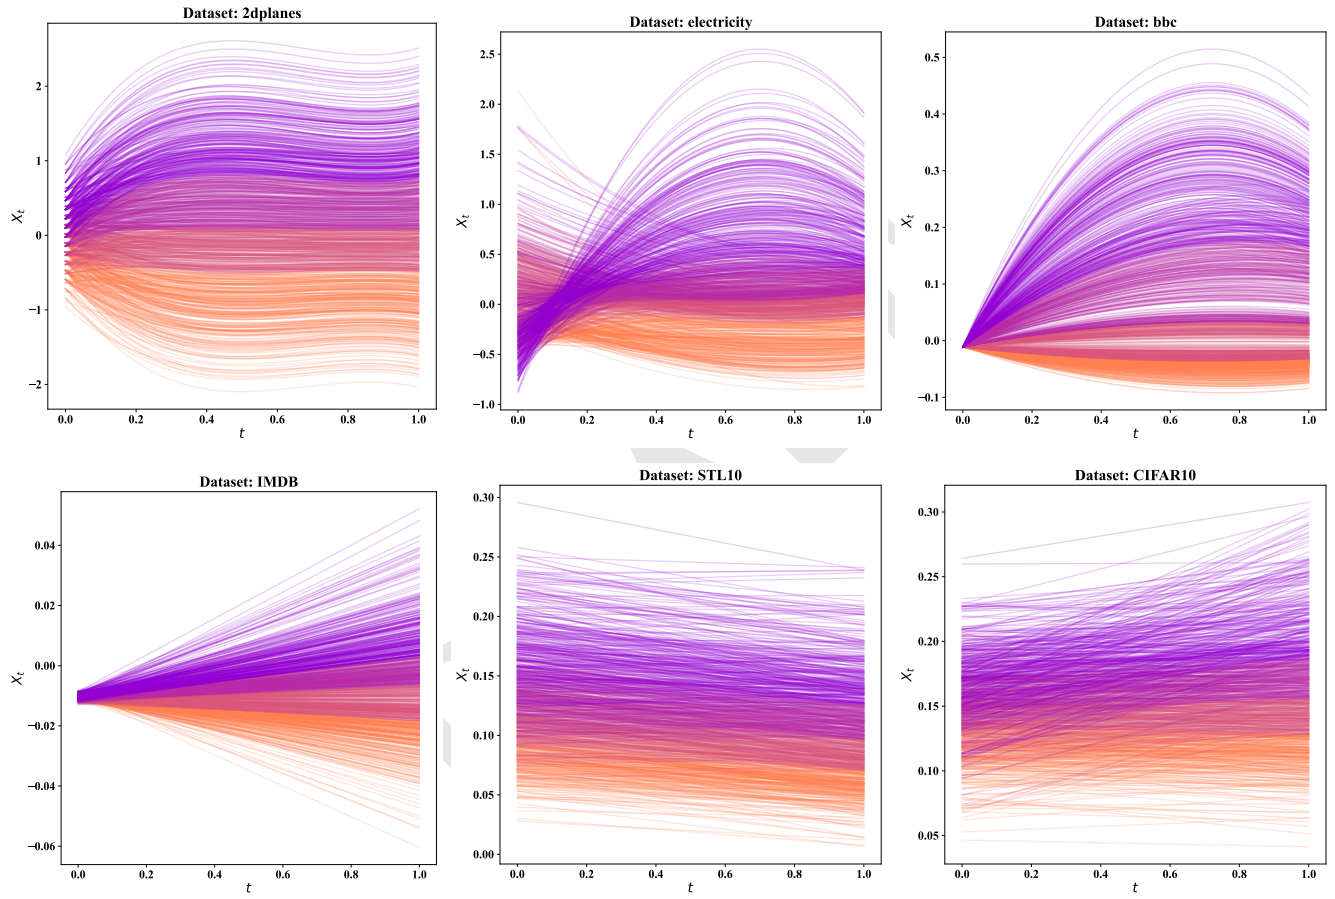 Dataset: 2dplanes
2
1
0
−1
−2
X_t
0.0 0.2 0.4 0.6 0.8 1.0
t
Dataset: electricity
2.5
2.0
1.5
1.0
0.5
0.0
−0.5
−1.0
X_t
0.0 0.2 0.4 0.6 0.8 1.0
t
Dataset: bbc
0.5
0.4
0.3
0.2
0.1
0.0
−0.1
X_t
0.0 0.2 0.4 0.6 0.8 1.0
t
Dataset: IMDB
0.04
0.02
0.00
−0.02
−0.04
−0.06
X_t
0.0 0.2 0.4 0.6 0.8 1.0
t
Dataset: STL10
0.30
0.25
0.20
0.15
0.10
0.05
0.00
X_t
0.0 0.2 0.4 0.6 0.8 1.0
t
Dataset: CIFAR10
0.30
0.25
0.20
0.15
0.10
0.05
X_t
0.0 0.2 0.4 0.6 0.8 1.0
t